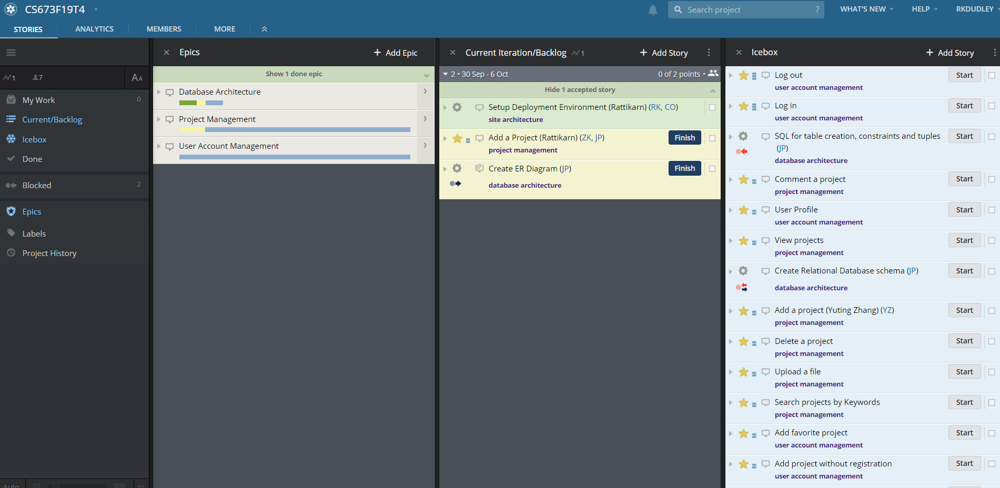 CS673F19T4
Search project ?
WHAT'S NEW
HELP
RKDUDLEY
STORIES
ANALYTICS
MEMBERS
MORE
1
7
AA
My Work 0
Current/Backlog
Icebox
Done
Blocked 2
Epics
Labels
Project History
Auto
Epics
+ Add Epic
Show 1 done epic
Database Architecture
Project Management
User Account Management
Current Iteration/Backlog 1
+ Add Story
2 • 30 Sep - 6 Oct
0 of 2 points •
Hide 1 accepted story
Setup Deployment Environment (Rattikarn) (RK, CO)
site architecture
Add a Project (Rattikarn) (ZK, JP)
Finish
project management
Create ER Diagram (JP)
Finish
database architecture
Icebox
+ Add Story
Log out
Start
user account management
Log in
Start
user account management
SQL for table creation, constraints and tuples
Start
(JP)
database architecture
Comment a project
Start
project management
User Profile
Start
user account management
View projects
Start
project management
Create Relational Database schema (JP)
Start
database architecture
Add a project (Yuting Zhang) (YZ)
Start
project management
Delete a project
Start
project management
Upload a file
Start
project management
Search projects by Keywords
Start
project management
Add favorite project
Start
user account management
Add project without registration
Start
user account management